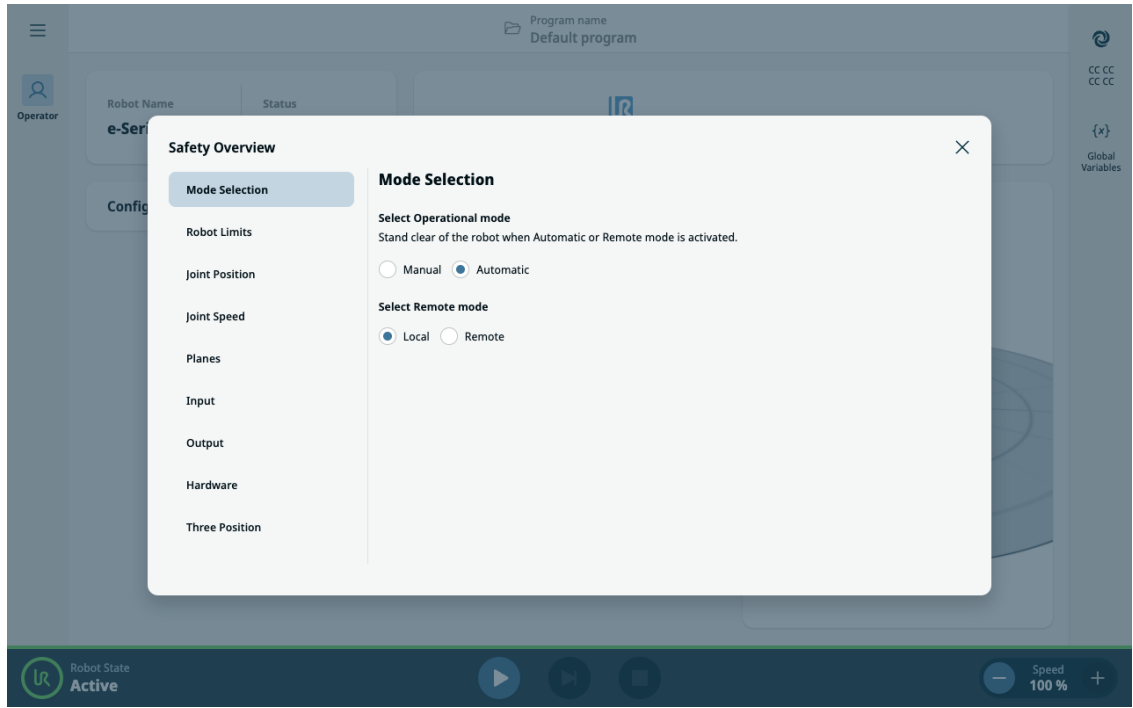 Program name
Default program
Operator
Robot Name
Status
e-Seri
Config
CC CC
CC CC
{x}
Global
Variables
Safety Overview
Mode Selection
Robot Limits
Joint Position
Joint Speed
Planes
Input
Output
Hardware
Three Position
Mode Selection
Select Operational mode
Stand clear of the robot when Automatic or Remote mode is activated.
Manual Automatic
Select Remote mode
Local Remote
Robot State
Active
Speed
100 %